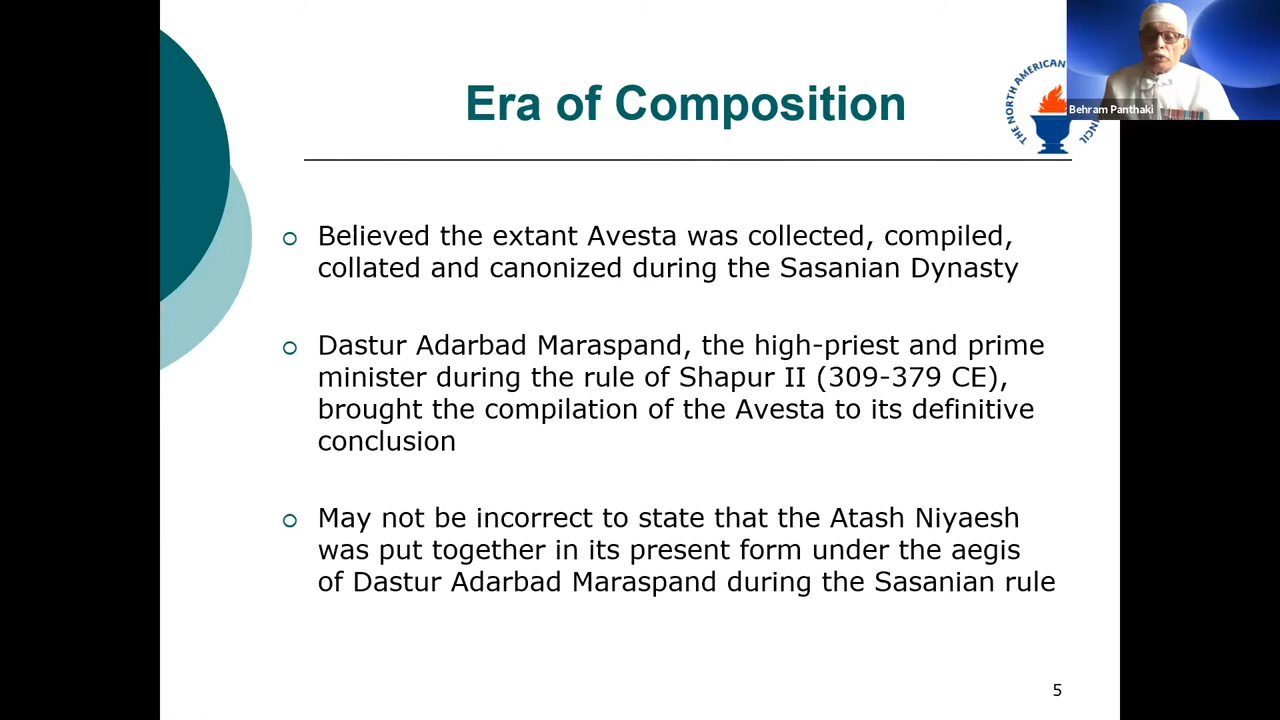 Era of Composition
THE NORTH AMERICAN
NCIL
Behram Panthaki
Believed the extant Avesta was collected, compiled,
collated and canonized during the Sasanian Dynasty
Dastur Adarbad Maraspand, the high-priest and prime
minister during the rule of Shapur II (309-379 CE),
brought the compilation of the Avesta to its definitive
conclusion
May not be incorrect to state that the Atash Niyaesh
was put together in its present form under the aegis
of Dastur Adarbad Maraspand during the Sasanian rule
5